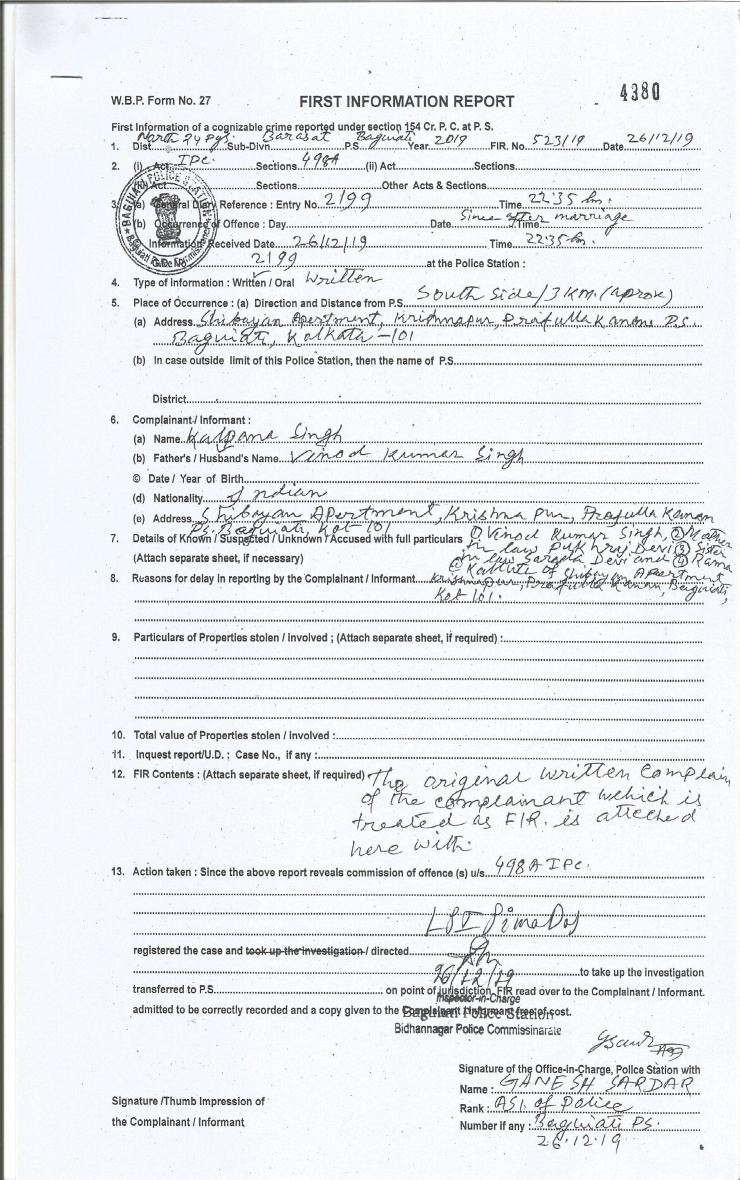 4380
W.B.P. Form No. 27 FIRST INFORMATION REPORT
First Information of a cognizable crime reported under section 154 Cr. P. C. at P. S.
1. Dist. North 24 Pgs. Sub-Divn. Barasat P.S. Baguiati Year 2019 FIR. No. 523/19 Date 26/12/19
2. (i) Act IPC. Sections 498A (ii) Act Sections
(iii) Act Sections Other Acts & Sections
3. (a) General Diary Reference : Entry No. 2199 Time 22:35 hrs.
(b) Occurrence of Offence : Day Date Time Since after marriage
Information Received Date 26/12/19 Time 22:35 hr.
G.D. No. 2199 at the Police Station :
BAGUIATI POLICE STATION
4. Type of information : Written / Oral Written
5. Place of Occurrence : (a) Direction and Distance from P.S. South Side/3 KM. (aprox)
(a) Address Shibayan Apertment, Krishnapur, Prafulla Kanan, P.S.
Baguiati, Kolkata - 101
(b) In case outside limit of this Police Station, then the name of P.S.
District
6. Complainant / Informant :
(a) Name Kalpana Singh
(b) Father's / Husband's Name Vinod Kumar Singh
© Date / Year of Birth
(d) Nationality Indian
(e) Address Shibayan Apertment, Krishna pur, Prafulla Kanan
PS. Baguiati, Kol-101
7. Details of Known / Suspected / Unknown / Accused with full particulars ① Vinod Kumar Singh, ② Mother
(Attach separate sheet, if necessary) in law Pukhraj Devi ③ Sister
in law Sargita Devi and ④ Rama
all of Shibayan Apertment
8. Reasons for delay in reporting by the Complainant / Informant Krishnapur, Prafulla Kanan, Baguiati,
Kol-101.
9. Particulars of Properties stolen / Involved ; (Attach separate sheet, if required) :
10. Total value of Properties stolen / involved :
11. Inquest report/U.D. ; Case No., if any :
12. FIR Contents : (Attach separate sheet, if required) The original written Complain
of the complainant which is
treated as FIR. is atteched
here with.
13. Action taken : Since the above report reveals commission of offence (s) u/s. 498A IPC.
LSI Pima Das
registered the case and took up the investigation / directed
26/12/19 to take up the investigation
transferred to P.S. on point of jurisdiction. FIR read over to the Complainant / Informant.
Inspector-in-Charge
admitted to be correctly recorded and a copy given to the Complainant / Informant free of cost.
Baguiati Police Station
Bidhannagar Police Commissinarate
Signature of the Office-in-Charge, Police Station with
Name : GANESH SARDAR
Signature /Thumb Impression of Rank : ASI. of Police
the Complainant / Informant Number if any : Baguiati PS.
26.12.19